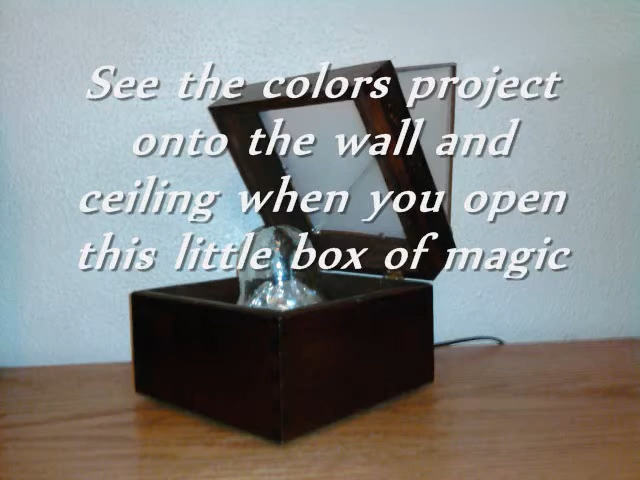 See the colors project
onto the wall and
ceiling when you open
this little box of magic